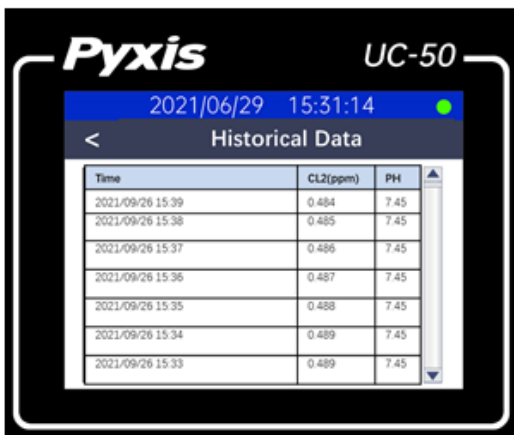 Pyxis UC-50
2021/06/29 15:31:14
< Historical Data
Time CL2(ppm) PH
2021/09/26 15:39 0.484 7.45
2021/09/26 15:38 0.485 7.45
2021/09/26 15:37 0.486 7.45
2021/09/26 15:36 0.487 7.45
2021/09/26 15:35 0.488 7.45
2021/09/26 15:34 0.489 7.45
2021/09/26 15:33 0.489 7.45